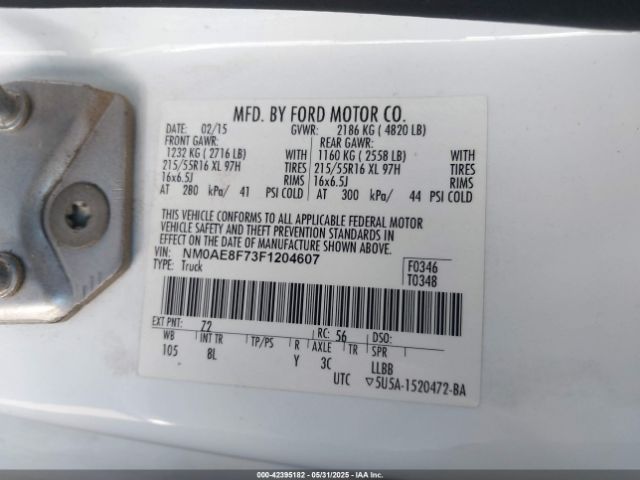 MFD. BY FORD MOTOR CO.
DATE: 02/15 GVWR: 2186 KG ( 4820 LB)
FRONT GAWR: REAR GAWR:
1232 KG ( 2716 LB) WITH 1160 KG ( 2558 LB) WITH
215/55R16 XL 97H TIRES 215/55R16 XL 97H TIRES
16x6.5J RIMS 16x6.5J RIMS
AT 280 kPa/ 41 PSI COLD AT 300 kPa/ 44 PSI COLD
THIS VEHICLE CONFORMS TO ALL APPLICABLE FEDERAL MOTOR
VEHICLE SAFETY AND THEFT PREVENTION STANDARDS IN
EFFECT ON THE DATE OF MANUFACTURE SHOWN ABOVE.
VIN: NM0AE8F73F1204607
TYPE: Truck
F0346
T0348
EXT PNT: Z2 RC: 56 DSO:
WB INT TR TP/PS R AXLE TR SPR
105 8L Y 3C LLBB
UTC ▽5U5A-1520472-BA
000-42395182 - 05/31/2025 - IAAI.COM